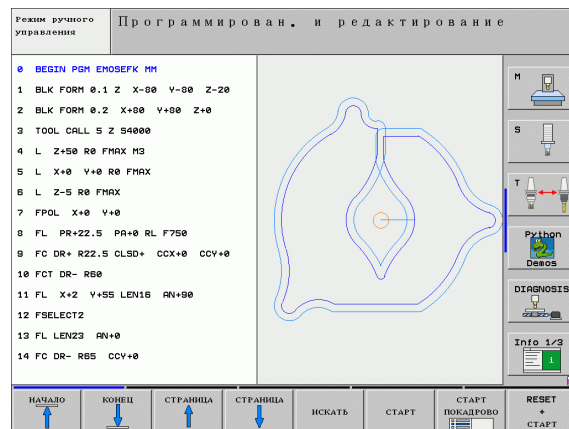 Режим ручного
управления
Программирован. и редактирование
0 BEGIN PGM EMOSEFK MM
1 BLK FORM 0.1 Z X-80 Y-80 Z-20
2 BLK FORM 0.2 X+80 Y+80 Z+0
3 TOOL CALL 5 Z S4000
4 L Z+50 R0 FMAX M3
5 L X+0 Y+0 R0 FMAX
6 L Z-5 R0 FMAX
7 FPOL X+0 Y+0
8 FL PR+22.5 PA+0 RL F750
9 FC DR+ R22.5 CLSD+ CCX+0 CCY+0
10 FCT DR- R60
11 FL X+2 Y+55 LEN16 AN+90
12 FSELECT2
13 FL LEN23 AN+0
14 FC DR- R65 CCY+0
M
S
T
Python
Demos
DIAGNOSIS
Info 1/3
i
НАЧАЛО
КОНЕЦ
СТРАНИЦА
СТРАНИЦА
ИСКАТЬ
СТАРТ
СТАРТ
ПОКАДРОВО
RESET
+
СТАРТ